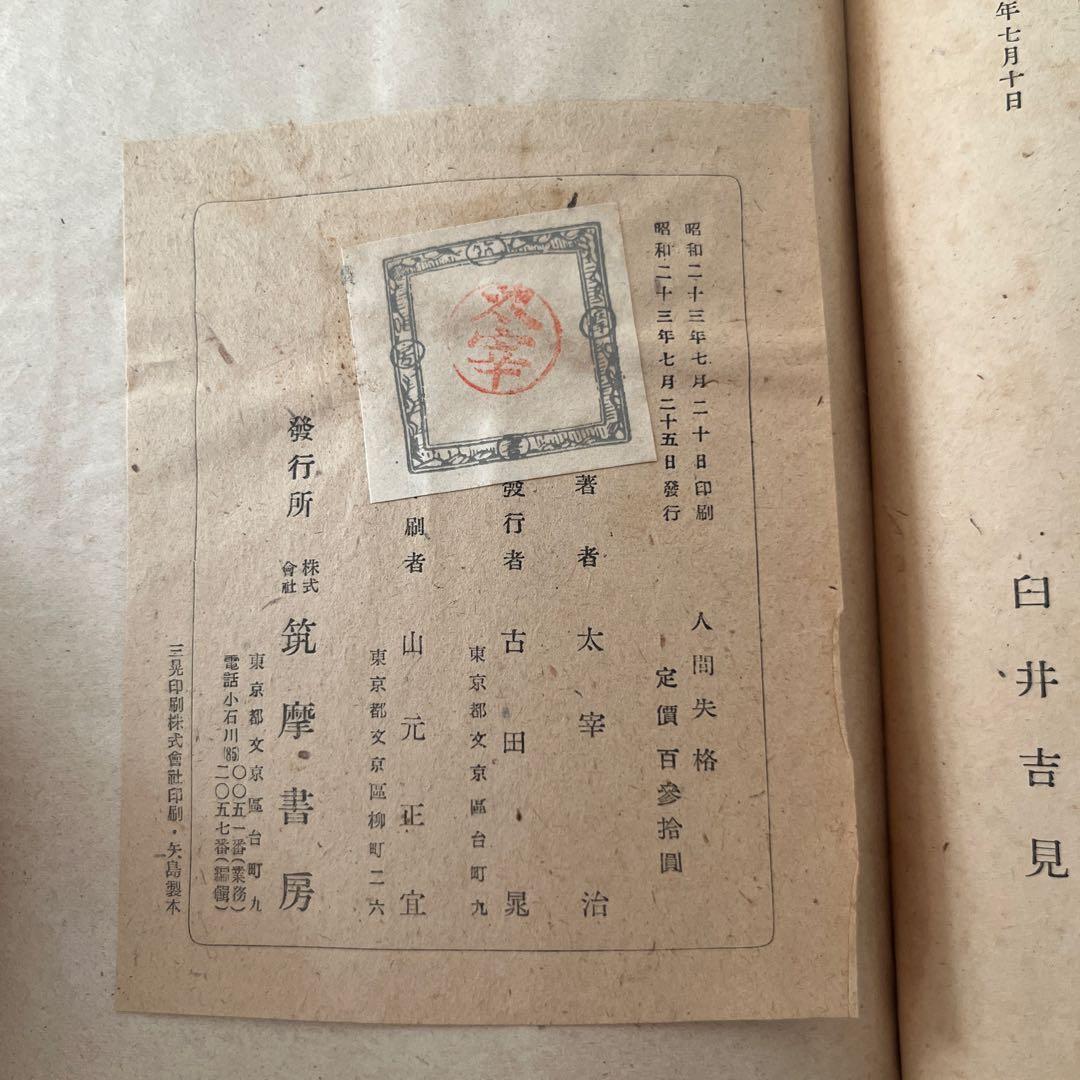 年七月十日
臼井吉見
昭和二十三年七月二十日印刷
昭和二十三年七月二十五日發行
人間失格
定價百參拾圓
著者 太宰治
發行者 古田晁
東京都文京區台町九
刷者 山元正宜
東京都文京區柳町二六
發行所 株式會社 筑摩書房
東京都文京區台町九
電話小石川(85)〇〇五一番(業務)
二〇五七番(編輯)
三晃印刷株式會社印刷・矢島製本
太宰
筑
摩
書
房